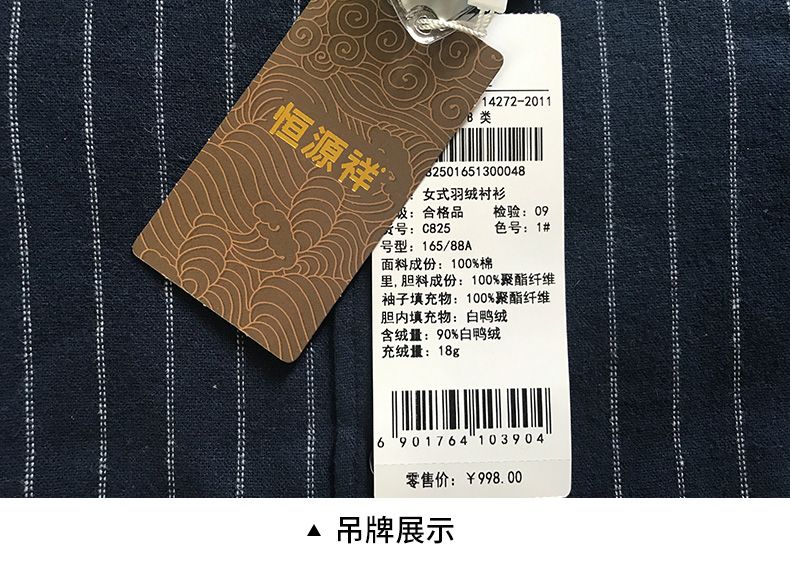 恒源祥
14272-2011
类
2501651300048
女式羽绒衬衫
级：合格品 检验：09
货号：C825 色号：1#
号型：165/88A
面料成份：100%棉
里,胆料成份：100%聚酯纤维
袖子填充物：100%聚酯纤维
胆内填充物：白鸭绒
含绒量：90%白鸭绒
充绒量：18g
6 901764 103904
零售价：￥998.00
▲ 吊牌展示